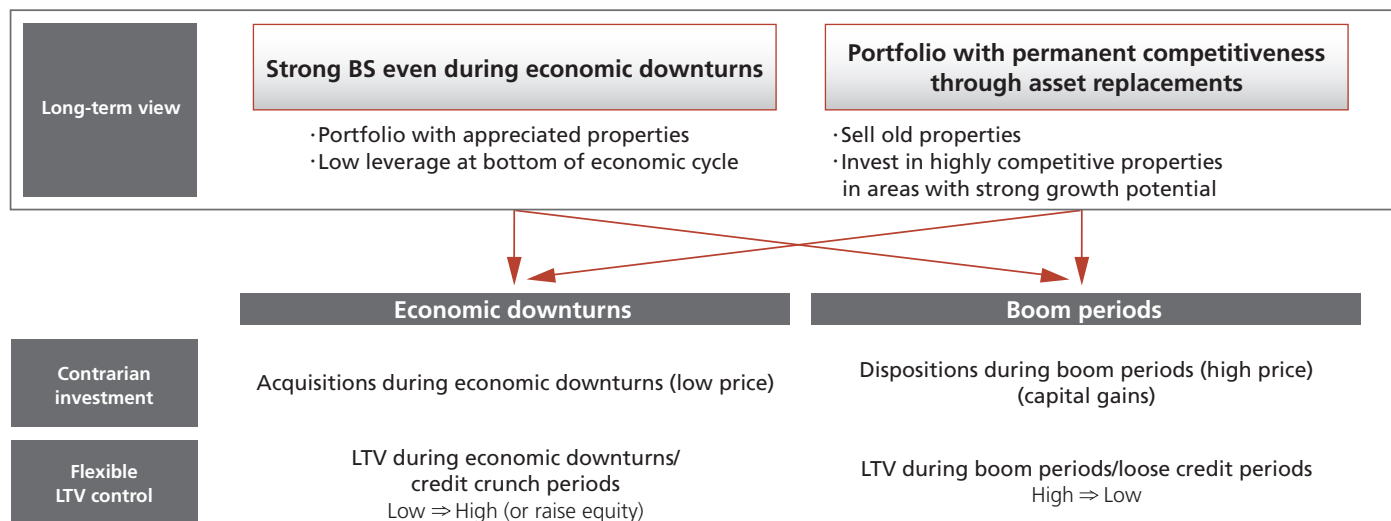 Long-term view
Strong BS even during economic downturns
·Portfolio with appreciated properties
·Low leverage at bottom of economic cycle
Portfolio with permanent competitiveness
through asset replacements
·Sell old properties
·Invest in highly competitive properties
in areas with strong growth potential
Economic downturns
Boom periods
Contrarian
investment
Acquisitions during economic downturns (low price)
Dispositions during boom periods (high price)
(capital gains)
Flexible
LTV control
LTV during economic downturns/
credit crunch periods
Low ⇒ High (or raise equity)
LTV during boom periods/loose credit periods
High ⇒ Low